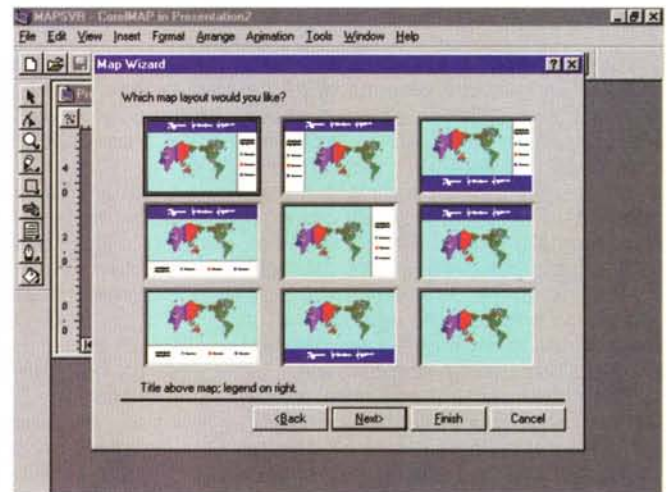 MAPSVB - CorelMAP in Presentation2
File Edit View Insert Format Arrange Animation Tools Window Help
Map Wizard
Which map layout would you like?
Title above map; legend on right.
<Back Next> Finish Cancel